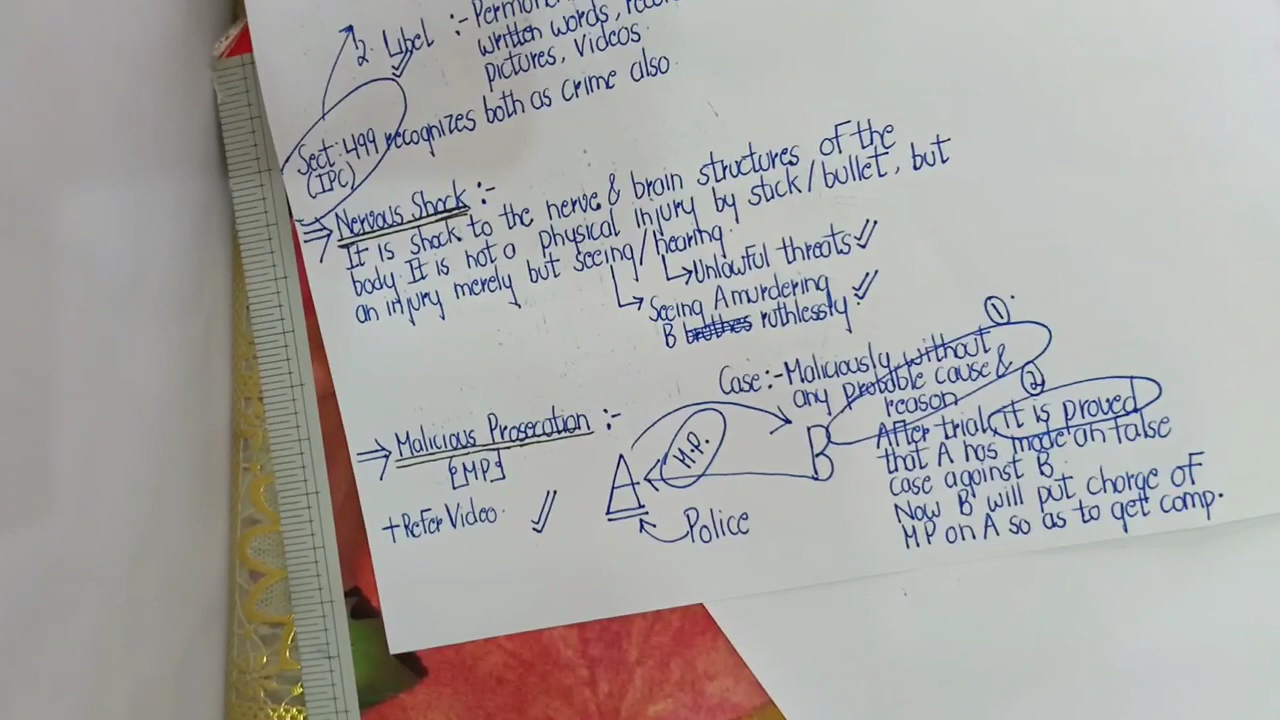 2. Libel :-
written words,
pictures, videos.
Sect: 499 recognizes both as crime also
(IPC)
Nervous Shock :-
It is shock to the nerve & brain structures of the
body. It is not a physical injury by stick/bullet, but
an injury merely but seeing/hearing.
Unlawful threats
Seeing A murdering
B ruthlessly.
Case:- Maliciously without
any probable cause &
reason
1
2
Malicious Prosecution :-
[MP]
+Refer Video.
A
M.P.
B
Police
After trial, it is proved
that A has made an false
case against B.
Now B will put charge of
MP on A so as to get comp.